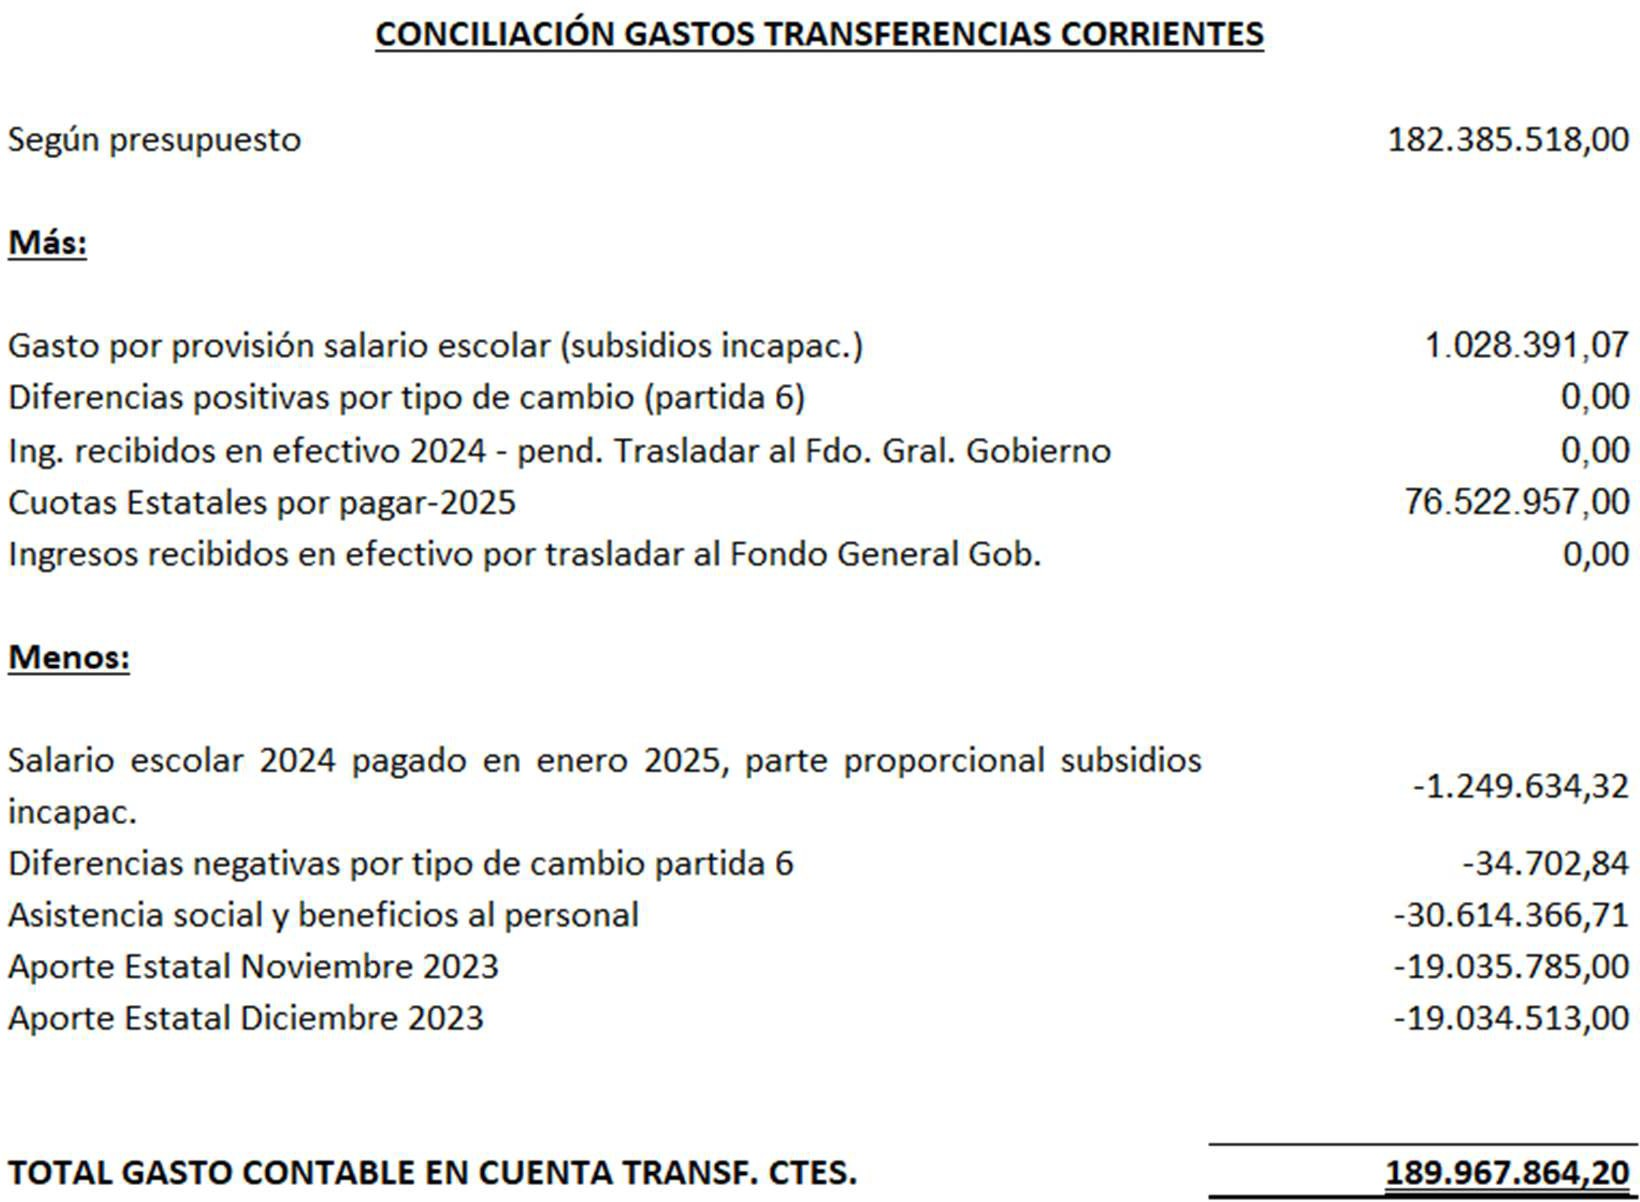 CONCILIACIÓN GASTOS TRANSFERENCIAS CORRIENTES
Según presupuesto 182.385.518,00
Más:
Gasto por provisión salario escolar (subsidios incapac.) 1.028.391,07
Diferencias positivas por tipo de cambio (partida 6) 0,00
Ing. recibidos en efectivo 2024 - pend. Trasladar al Fdo. Gral. Gobierno 0,00
Cuotas Estatales por pagar-2025 76.522.957,00
Ingresos recibidos en efectivo por trasladar al Fondo General Gob. 0,00
Menos:
Salario escolar 2024 pagado en enero 2025, parte proporcional subsidios
incapac. -1.249.634,32
Diferencias negativas por tipo de cambio partida 6 -34.702,84
Asistencia social y beneficios al personal -30.614.366,71
Aporte Estatal Noviembre 2023 -19.035.785,00
Aporte Estatal Diciembre 2023 -19.034.513,00
TOTAL GASTO CONTABLE EN CUENTA TRANSF. CTES. 189.967.864,20